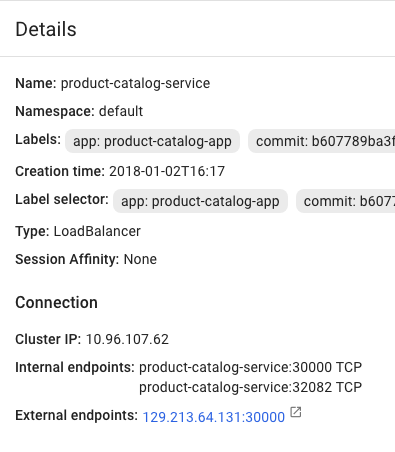 Details
Name: product-catalog-service
Namespace: default
Labels: app: product-catalog-app commit: b607789ba3f
Creation time: 2018-01-02T16:17
Label selector: app: product-catalog-app commit: b607
Type: LoadBalancer
Session Affinity: None
Connection
Cluster IP: 10.96.107.62
Internal endpoints: product-catalog-service:30000 TCP
product-catalog-service:32082 TCP
External endpoints: 129.213.64.131:30000